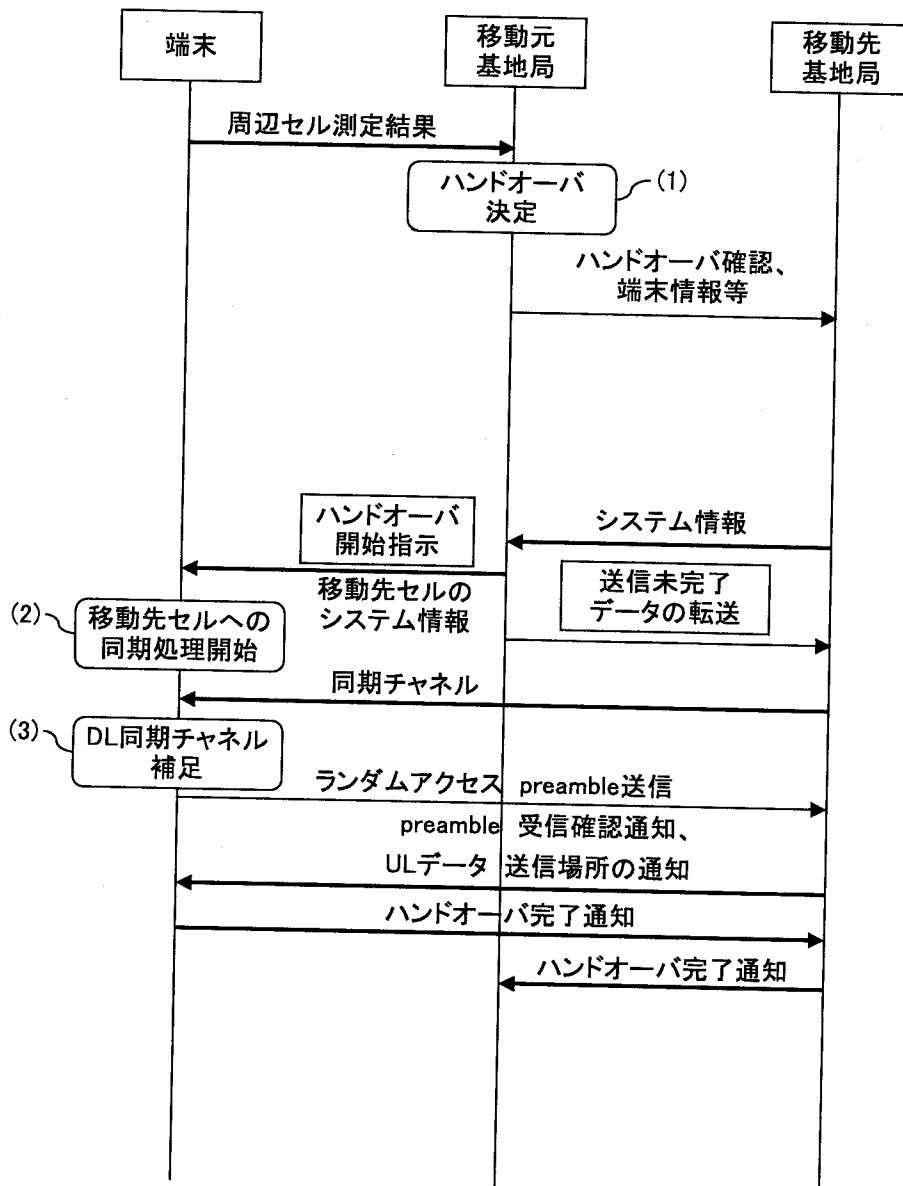 端末
移動元
基地局
移動先
基地局
周辺セル測定結果
ハンドオーバ
決定
(1)
ハンドオーバ確認、
端末情報等
ハンドオーバ
開始指示
システム情報
移動先セルの
システム情報
送信未完了
データの転送
(2)
移動先セルへの
同期処理開始
同期チャネル
(3)
DL同期チャネル
補足
ランダムアクセス preamble送信
preamble 受信確認通知、
ULデータ 送信場所の通知
ハンドオーバ完了通知
ハンドオーバ完了通知